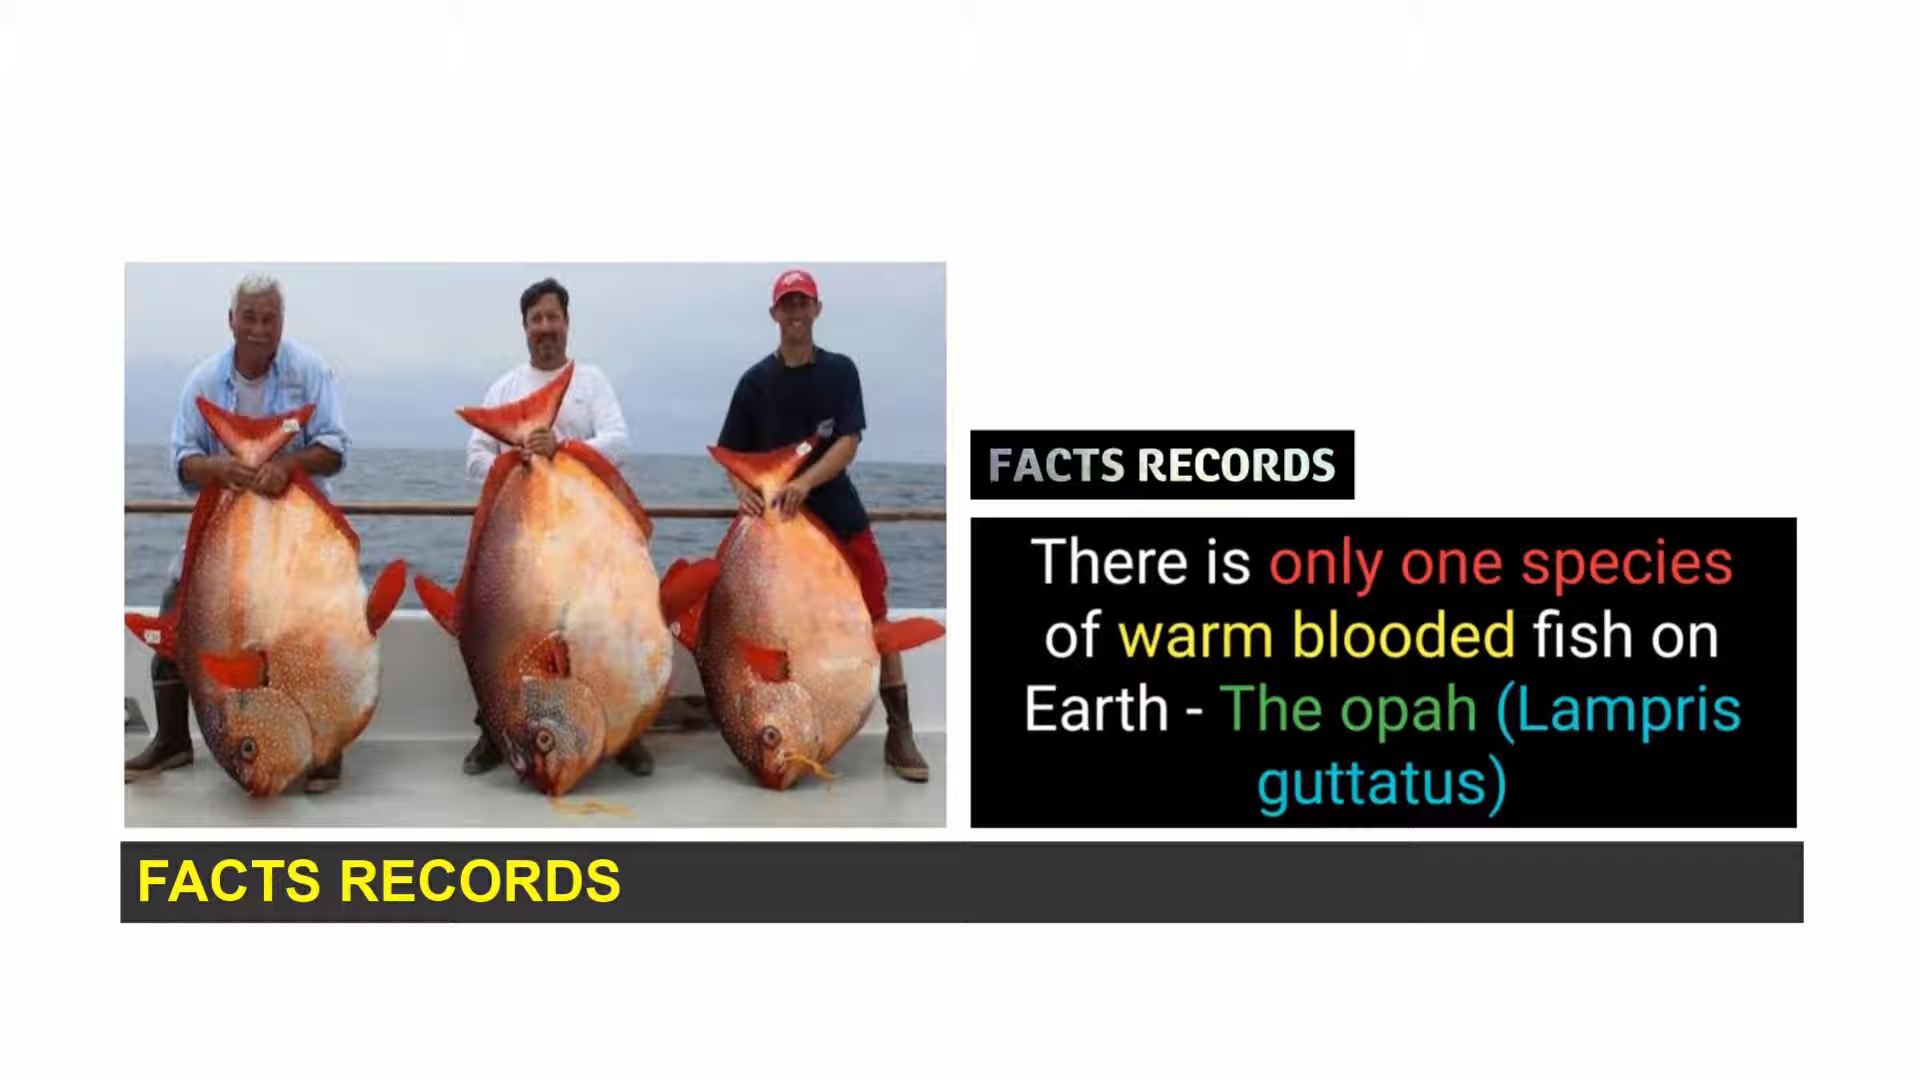 FACTS RECORDS
There is only one species
of warm blooded fish on
Earth - The opah (Lampris
guttatus)
FACTS RECORDS